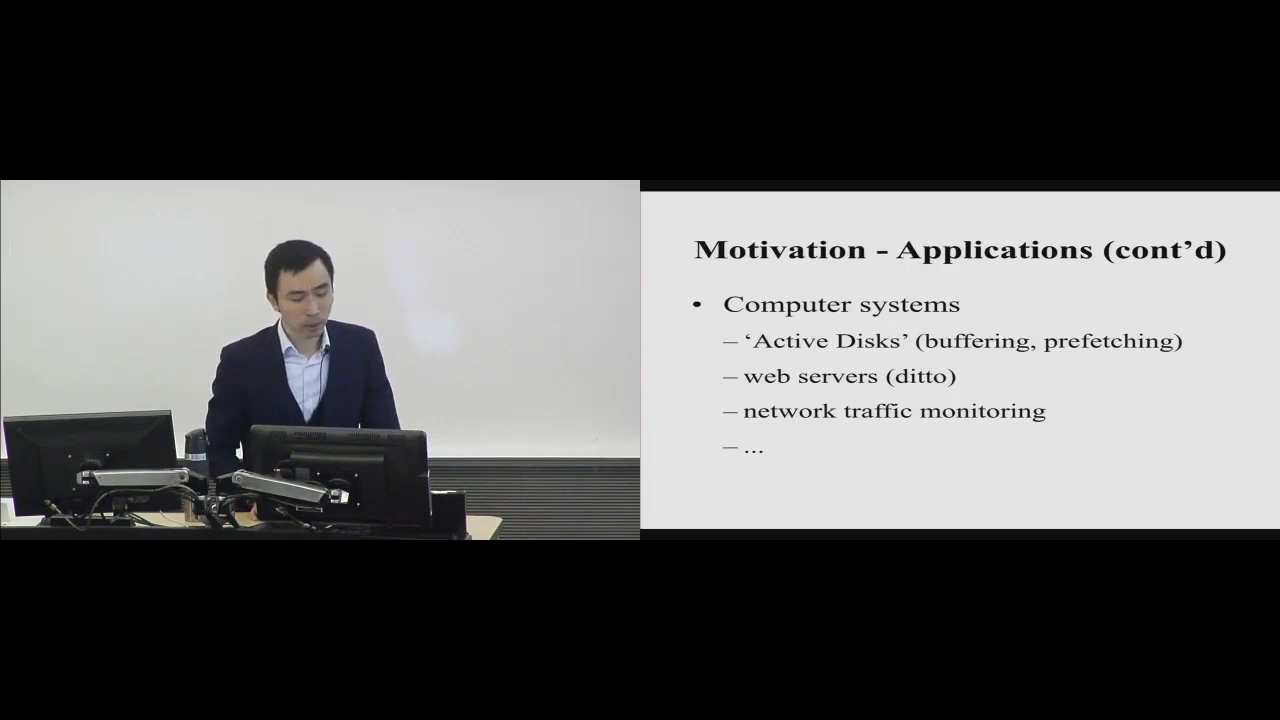 Motivation - Applications (cont’d)
• Computer systems
– ‘Active Disks’ (buffering, prefetching)
– web servers (ditto)
– network traffic monitoring
– ...